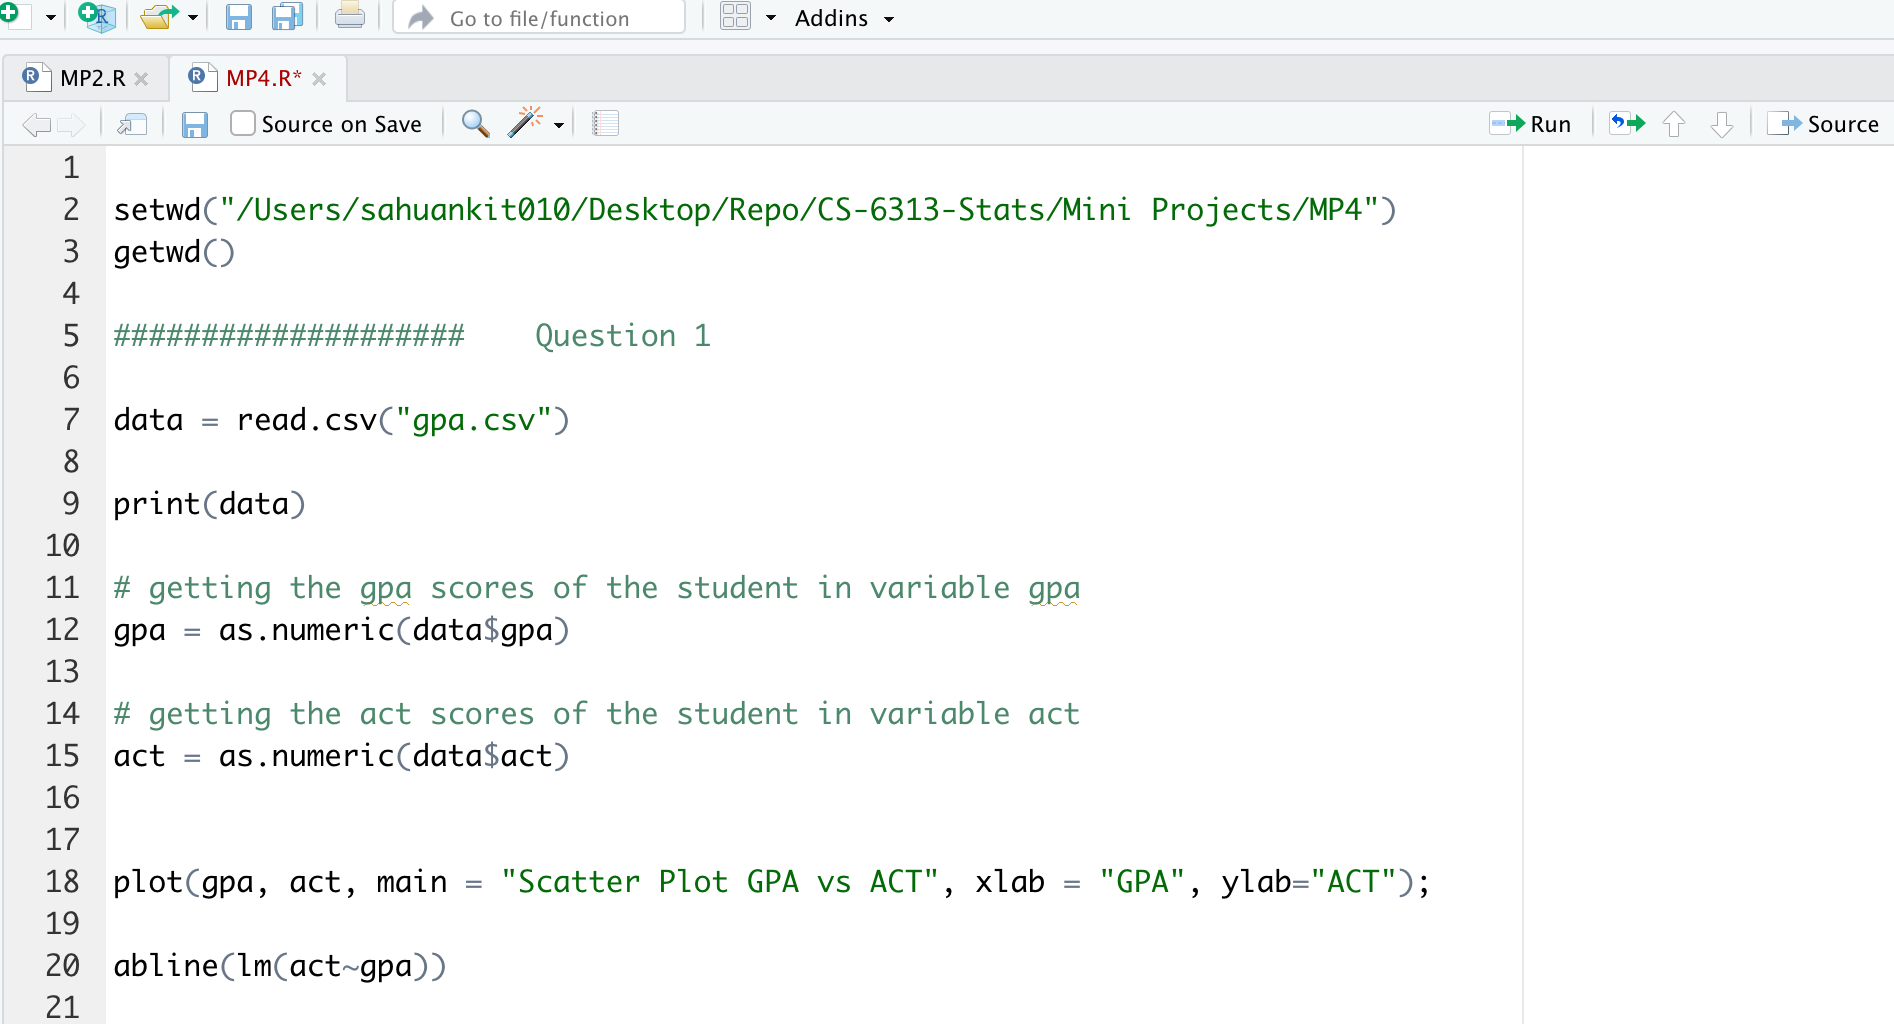 Go to file/function Addins
MP2.R MP4.R*
Source on Save Run Source
1
2 setwd("/Users/sahuankit010/Desktop/Repo/CS-6313-Stats/Mini Projects/MP4")
3 getwd()
4
5 #################### Question 1
6
7 data = read.csv("gpa.csv")
8
9 print(data)
10
11 # getting the gpa scores of the student in variable gpa
12 gpa = as.numeric(data$gpa)
13
14 # getting the act scores of the student in variable act
15 act = as.numeric(data$act)
16
17
18 plot(gpa, act, main = "Scatter Plot GPA vs ACT", xlab = "GPA", ylab="ACT");
19
20 abline(lm(act~gpa))
21